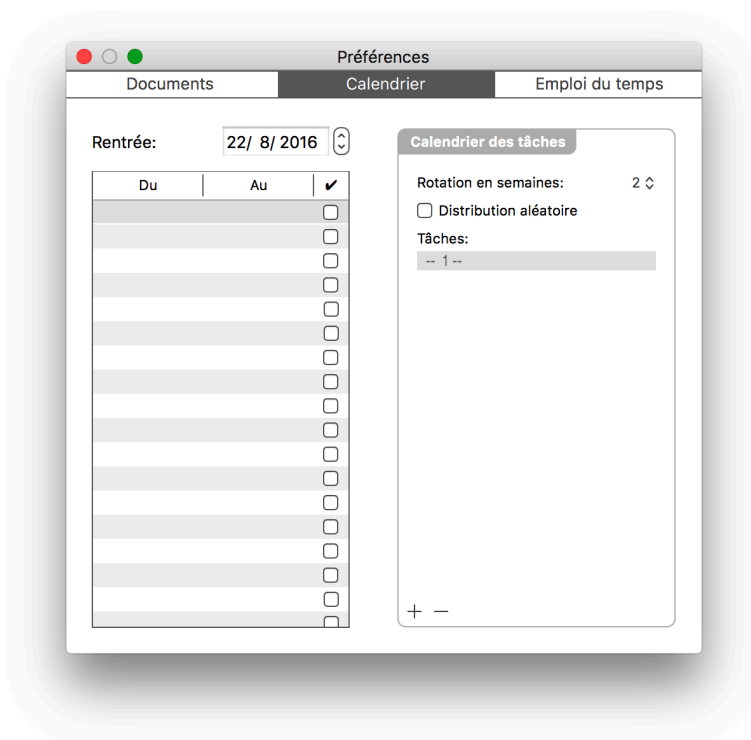 Préférences
Documents Calendrier Emploi du temps
Rentrée: 22/ 8/ 2016
Du Au ✔
Calendrier des tâches
Rotation en semaines: 2
Distribution aléatoire
Tâches:
-- 1 --
+ −